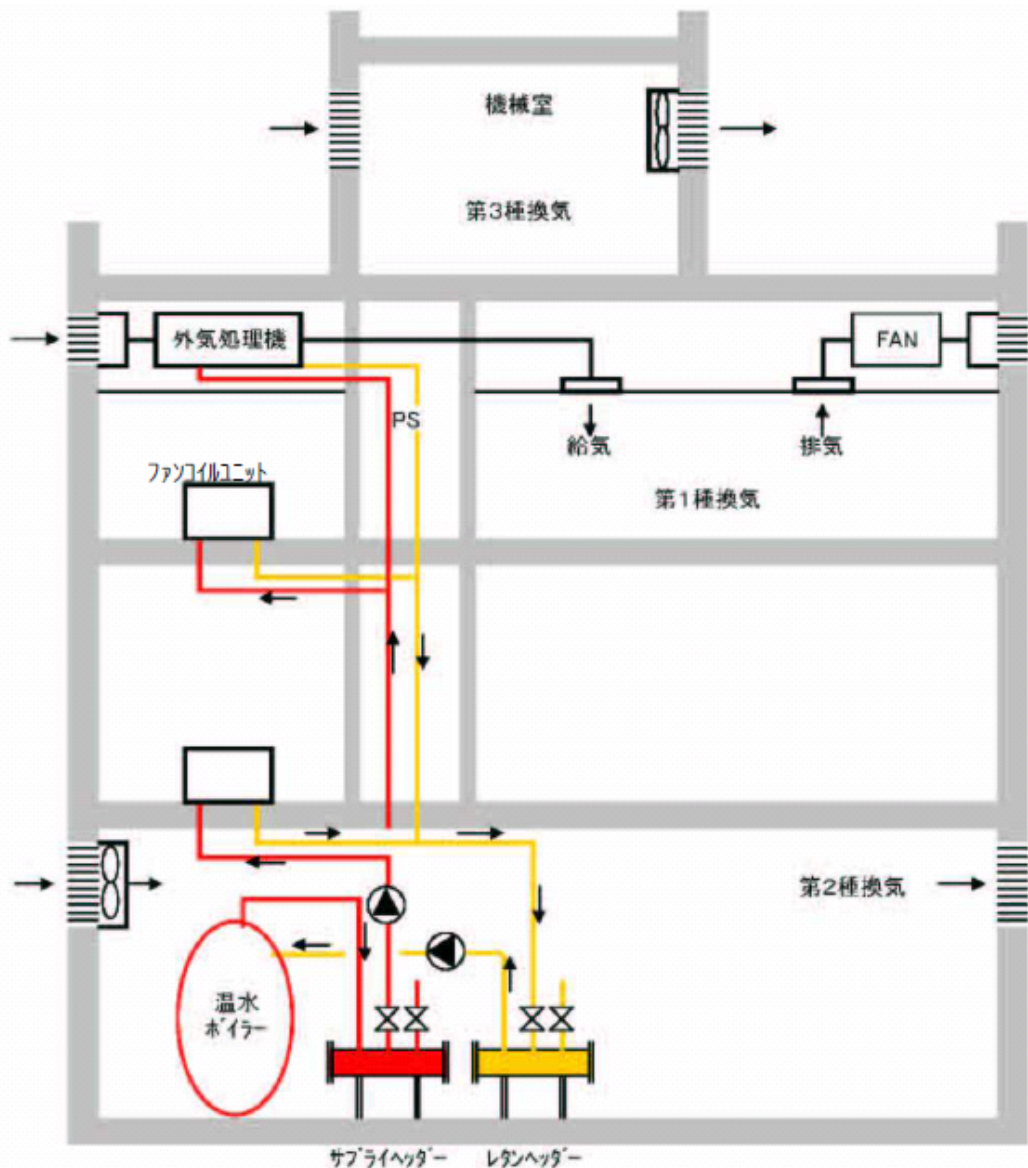 機械室
第3種換気
外気処理機
FAN
PS
給気
排気
ファンコイルユニット
第1種換気
第2種換気
温水
ボイラー
サプライヘッダー
レタンヘッダー